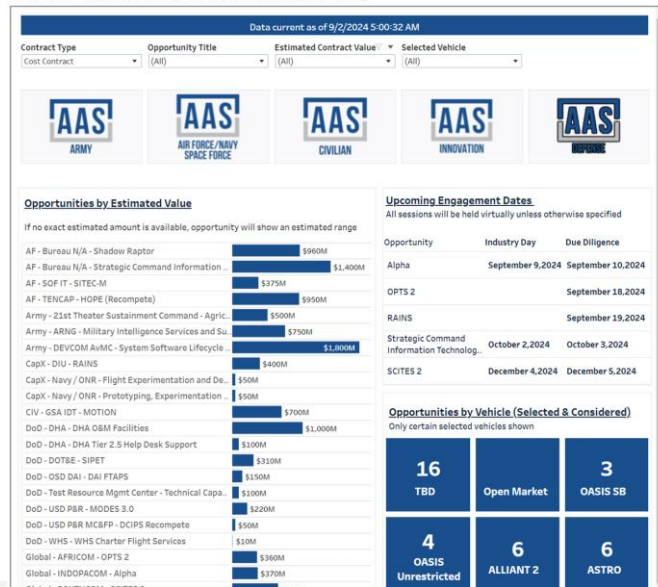 Data current as of 9/2/2024 5:00:32 AM
Contract Type
Opportunity Title
Estimated Contract Value
Selected Vehicle
Cost Contract
(All)
(All)
(All)
AAS
ARMY
AAS
AIR FORCE/NAVY
SPACE FORCE
AAS
CIVILIAN
AAS
INNOVATION
AAS
DEFENSE
Opportunities by Estimated Value
If no exact estimated amount is available, opportunity will show an estimated range
AF - Bureau N/A - Shadow Raptor $960M
AF - Bureau N/A - Strategic Command Information .. $1,400M
AF - SOF IT - SITEC-M $375M
AF - TENCAP - HOPE (Recompete) $950M
Army - 21st Theater Sustainment Command - Agric.. $500M
Army - ARNG - Military Intelligence Services and Su.. $750M
Army - DEVCOM AvMC - System Software Lifecycle .. $1,800M
CapX - DIU - RAINS $400M
CapX - Navy / ONR - Flight Experimentation and De.. $50M
CapX - Navy / ONR - Prototyping, Experimentation .. $50M
CIV - GSA IDT - MOTION $700M
DoD - DHA - DHA O&M Facilities $1,000M
DoD - DHA - DHA Tier 2.5 Help Desk Support $100M
DoD - DOT&E - SIPET $310M
DoD - OSD DAI - DAI FTAPS $150M
DoD - Test Resource Mgmt Center - Technical Capa.. $100M
DoD - USD P&R - MODES 3.0 $220M
DoD - USD P&R MC&FP - DCIPS Recompete $50M
DoD - WHS - WHS Charter Flight Services $10M
Global - AFRICOM - OPTS 2 $360M
Global - INDOPACOM - Alpha $370M
Upcoming Engagement Dates
All sessions will be held virtually unless otherwise specified
Opportunity Industry Day Due Diligence
Alpha September 9,2024 September 10,2024
OPTS 2 September 18,2024
RAINS September 19,2024
Strategic Command
Information Technolog.. October 2,2024 October 3,2024
SCITES 2 December 4,2024 December 5,2024
Opportunities by Vehicle (Selected & Considered)
Only certain selected vehicles shown
16
TBD
Open Market
3
OASIS SB
4
OASIS
Unrestricted
6
ALLIANT 2
6
ASTRO